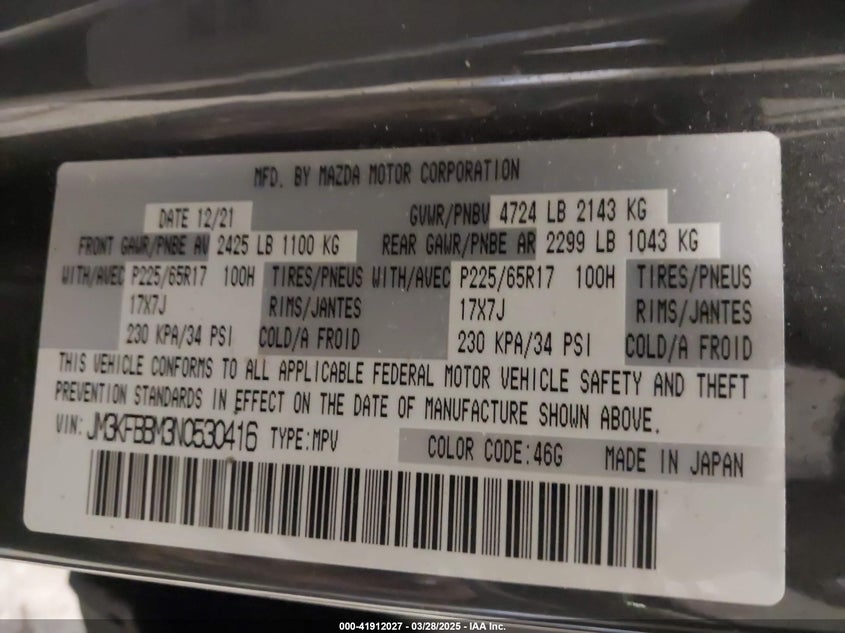 MFD. BY MAZDA MOTOR CORPORATION
DATE 12/21 GVWR/PNBV 4724 LB 2143 KG
FRONT GAWR/PNBE AV 2425 LB 1100 KG REAR GAWR/PNBE AR 2299 LB 1043 KG
WITH/AVEC P225/65R17 100H TIRES/PNEUS WITH/AVEC P225/65R17 100H TIRES/PNEUS
17X7J RIMS/JANTES 17X7J RIMS/JANTES
230 KPA/34 PSI COLD/A FROID 230 KPA/34 PSI COLD/A FROID
THIS VEHICLE CONFORMS TO ALL APPLICABLE FEDERAL MOTOR VEHICLE SAFETY AND THEFT
PREVENTION STANDARDS IN EFFECT ON THE DATE OF MANUFACTURE SHOWN ABOVE.
VIN: JM3KFBBM3N0530416 TYPE:MPV COLOR CODE:46G MADE IN JAPAN
000-41912027 - 03/28/2025 - IAA Inc.